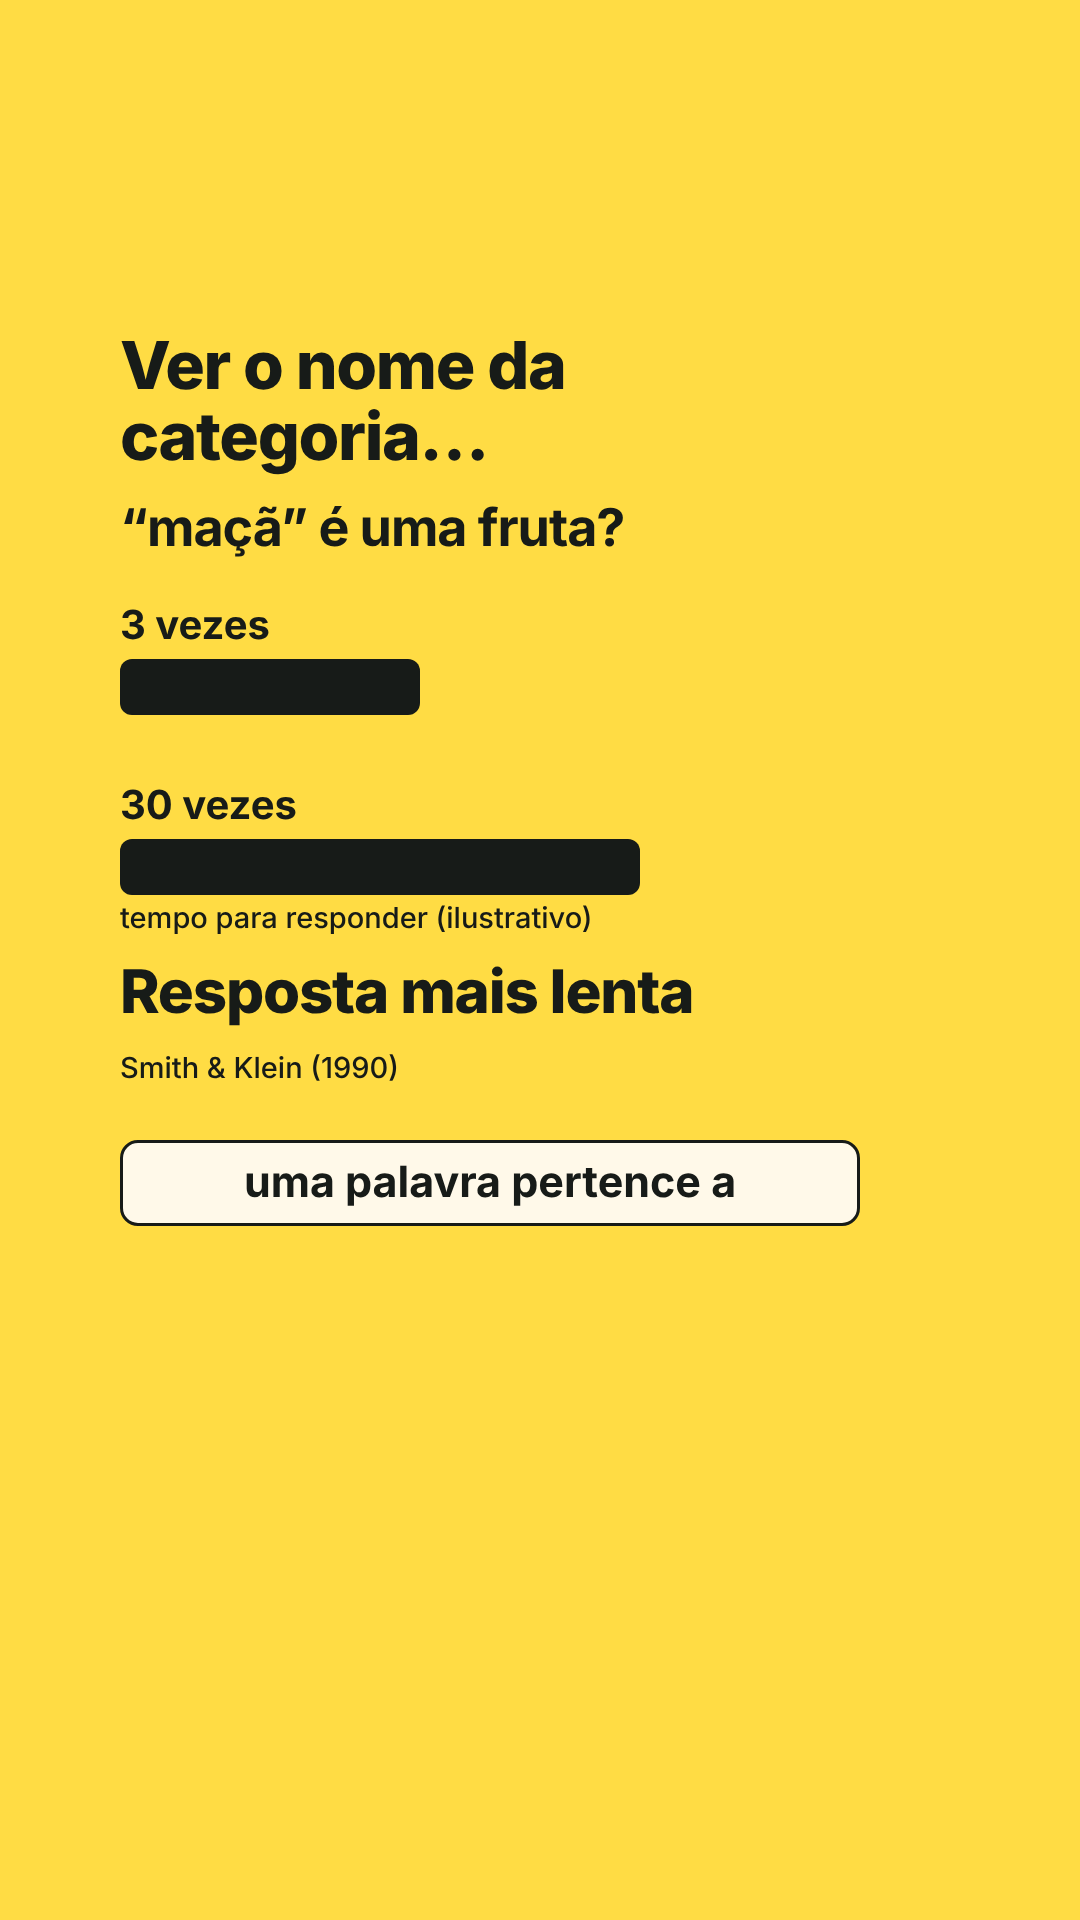 Ver o nome da
categoria…
“maçã” é uma fruta?
3 vezes
30 vezes
tempo para responder (ilustrativo)
Resposta mais lenta
Smith & Klein (1990)
uma palavra pertence a